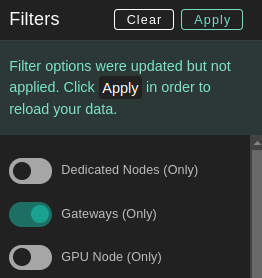 Filters Clear Apply
Filter options were updated but not
applied. Click Apply in order to
reload your data.
Dedicated Nodes (Only)
Gateways (Only)
GPU Node (Only)